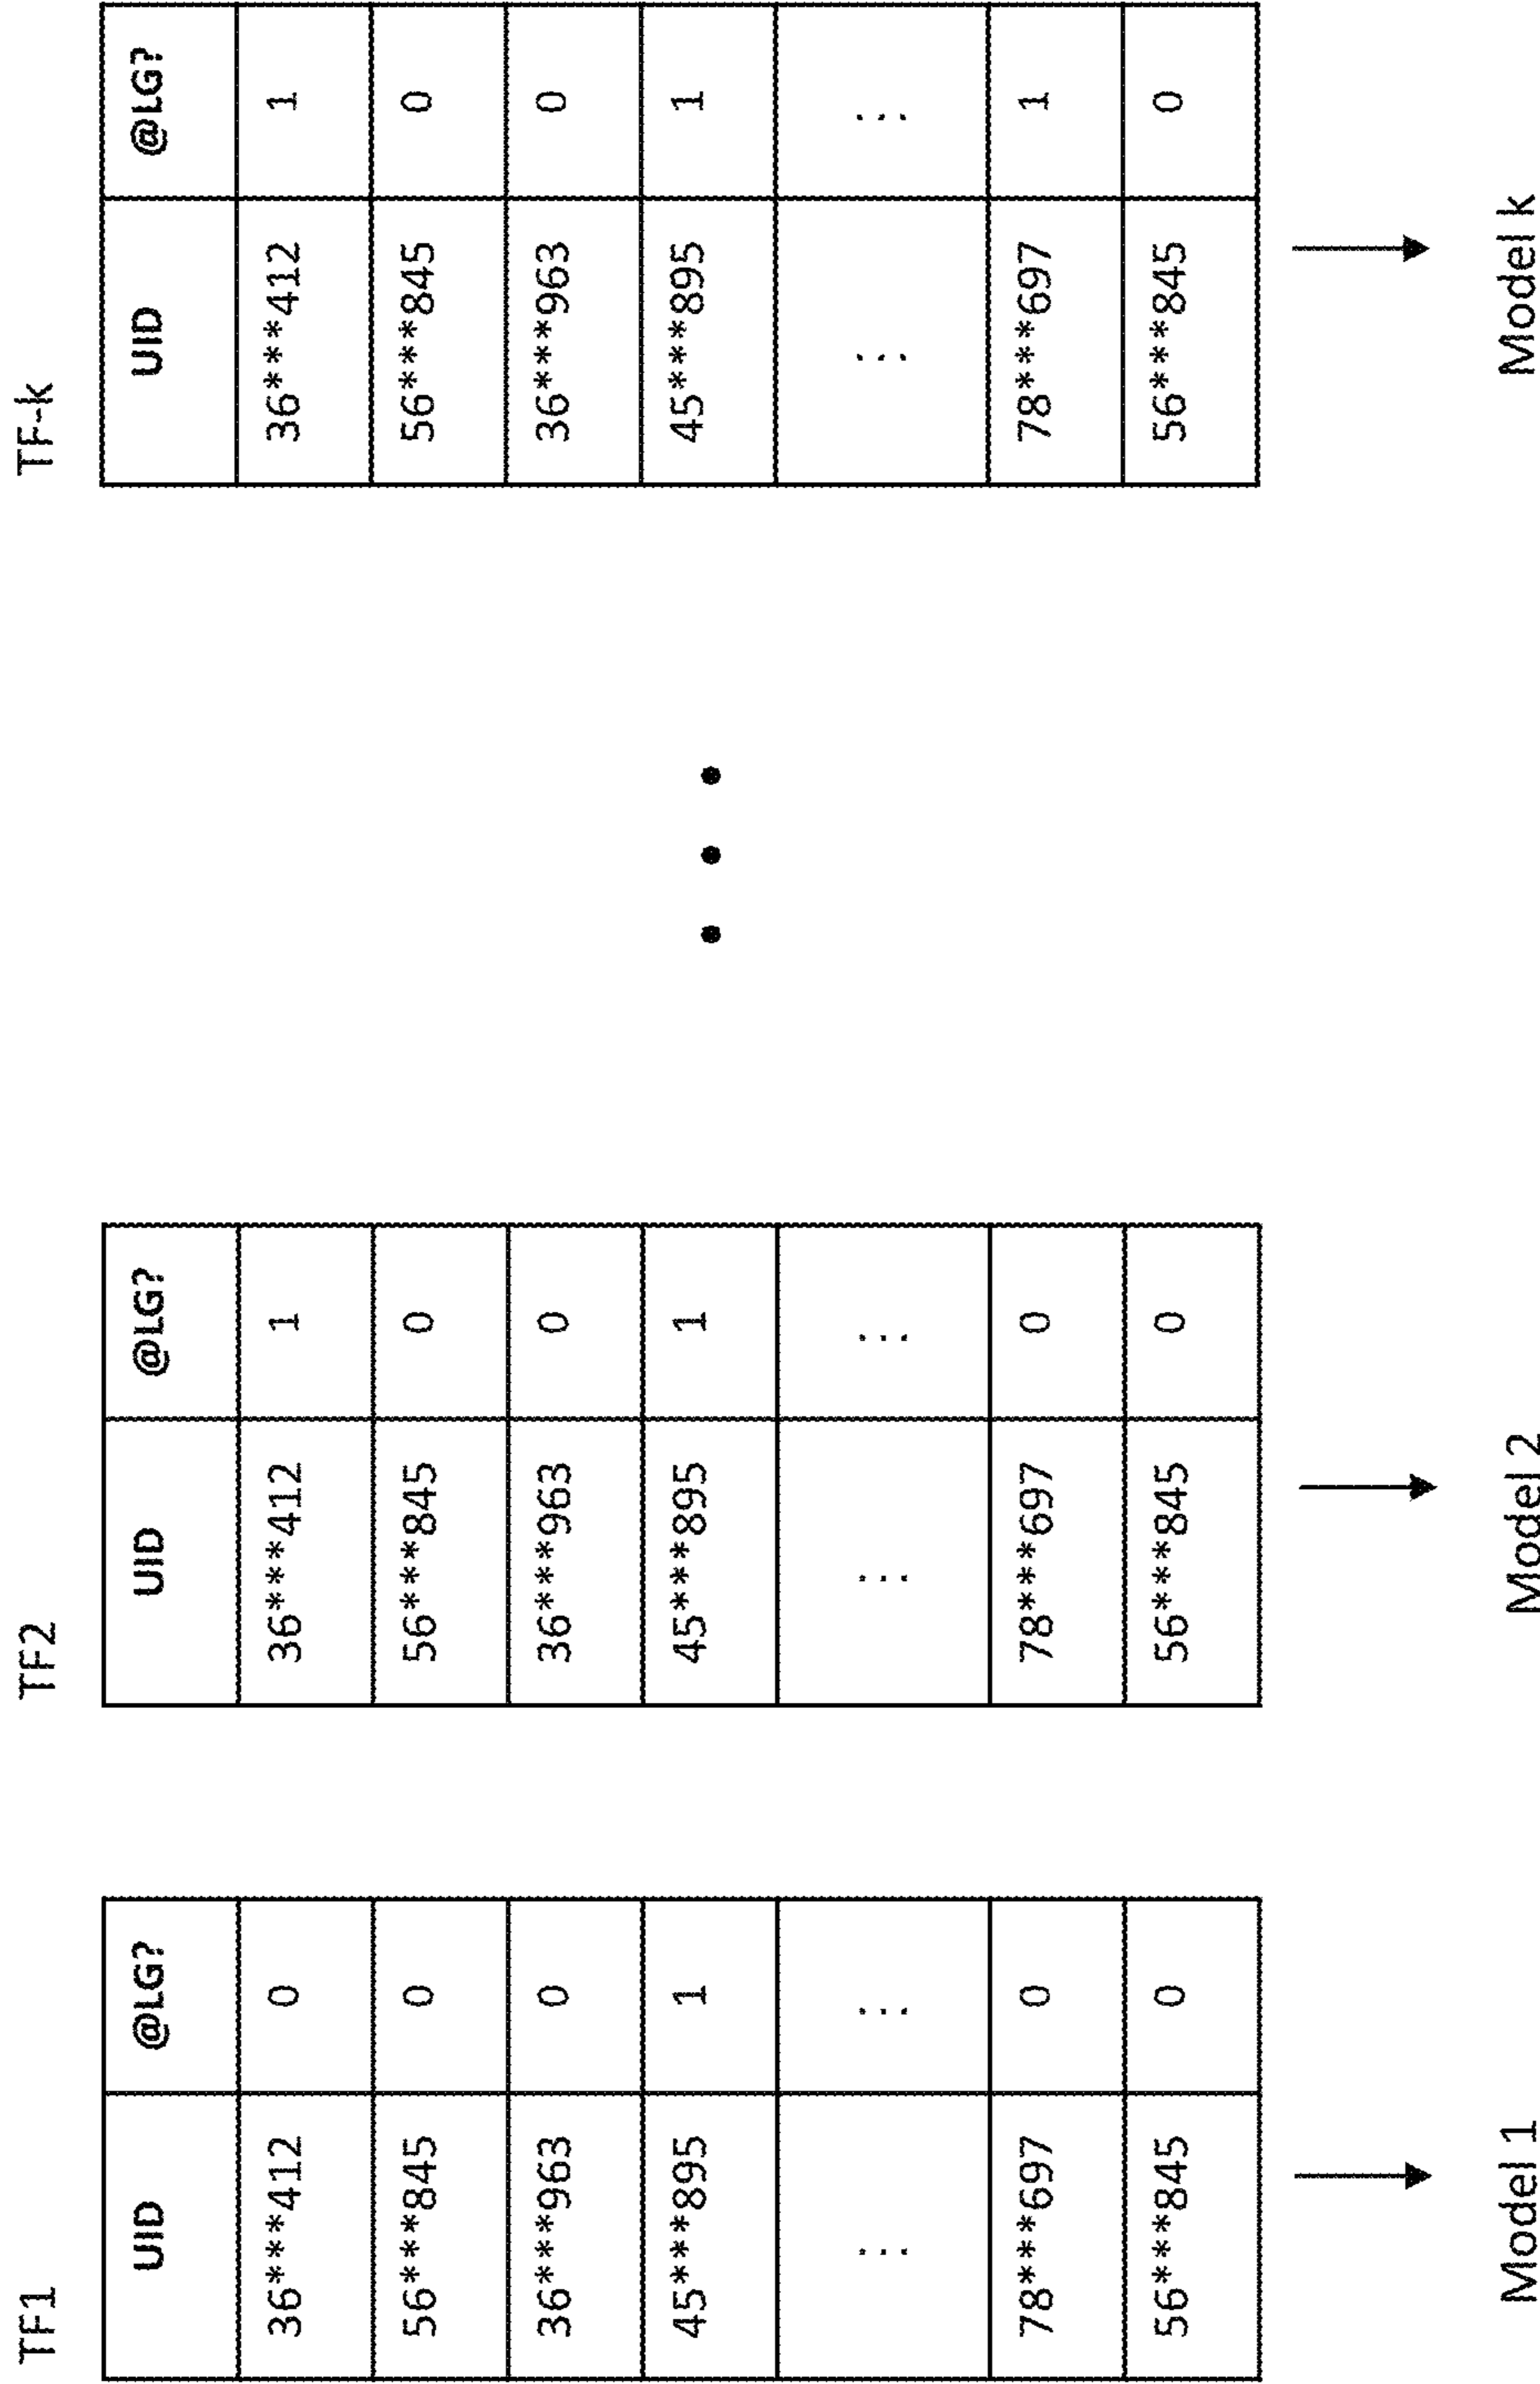 TF1
UID @LG?
36***412 0
56***845 0
36***963 0
45***895 1
... ...
78***697 0
56***845 0
Model 1
TF2
UID @LG?
36***412 1
56***845 0
36***963 0
45***895 1
... ...
78***697 0
56***845 0
Model 2
TF-k
UID @LG?
36***412 1
56***845 0
36***963 0
45***895 1
... ...
78***697 1
56***845 0
Model k